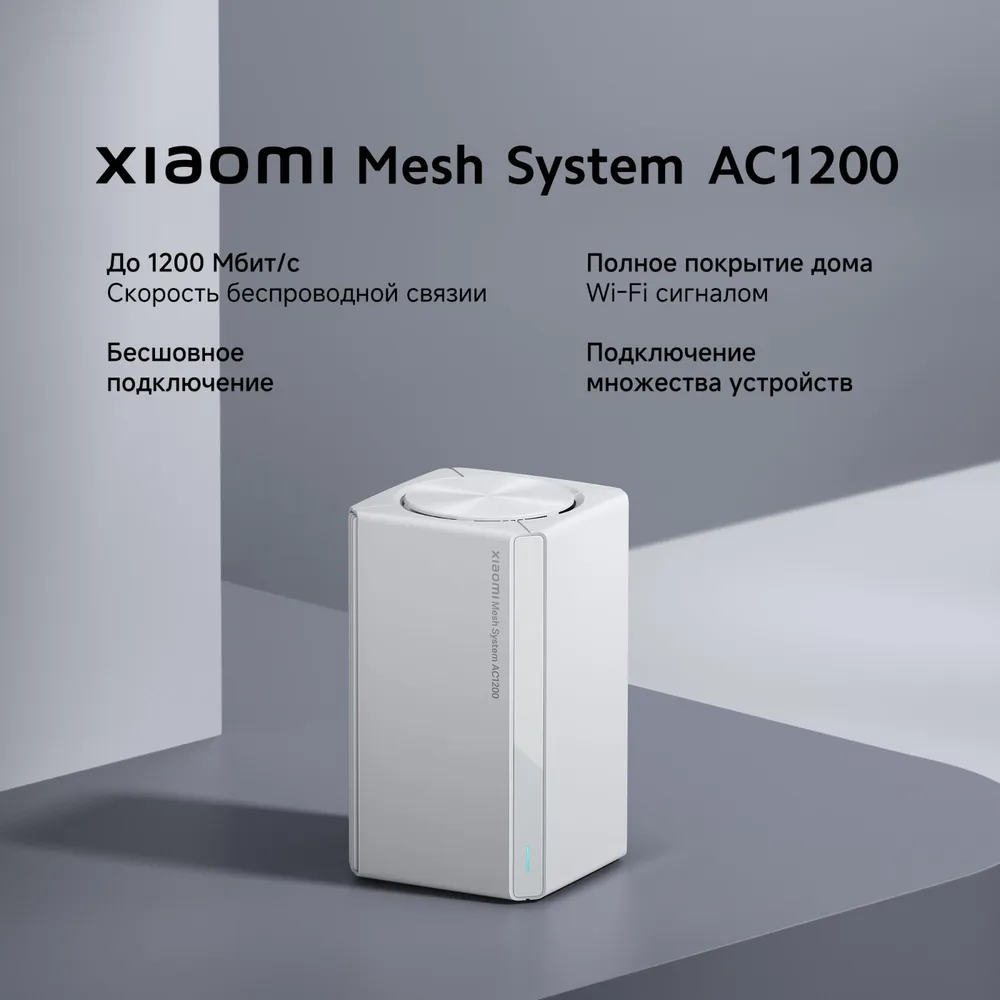 xiaomi Mesh System AC1200
До 1200 Мбит/с
Скорость беспроводной связии
Полное покрытие дома
Wi-Fi сигналом
Бесшовное
подключение
Подключение
множества устройств
xiaomi Mesh System AC1200